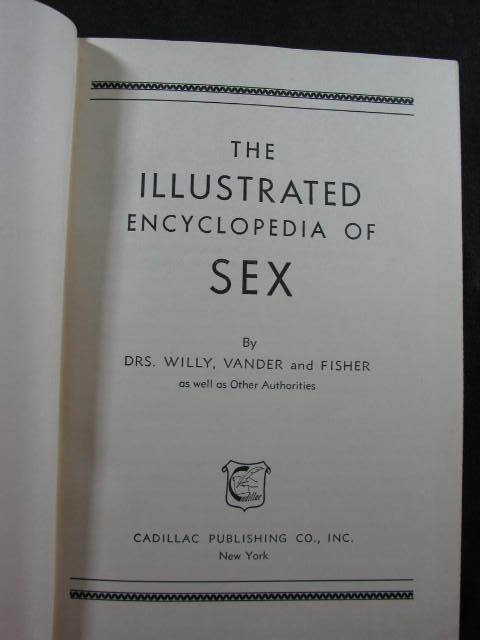 THE
ILLUSTRATED
ENCYCLOPEDIA OF
SEX
By
DRS. WILLY, VANDER and FISHER
as well as Other Authorities
Cadillac
CADILLAC PUBLISHING CO., INC.
New York